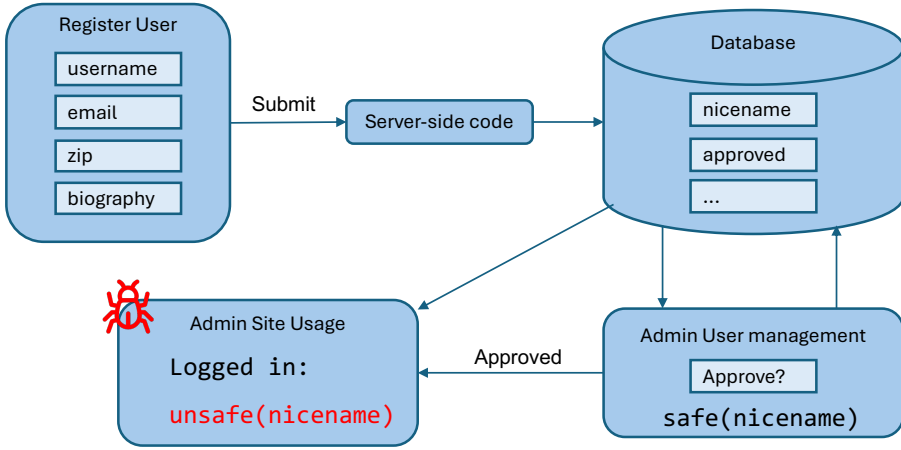 Register User
username
email
zip
biography
Submit
Server-side code
Database
nicename
approved
...
Admin Site Usage
Logged in:
unsafe(nicename)
Approved
Admin User management
Approve?
safe(nicename)